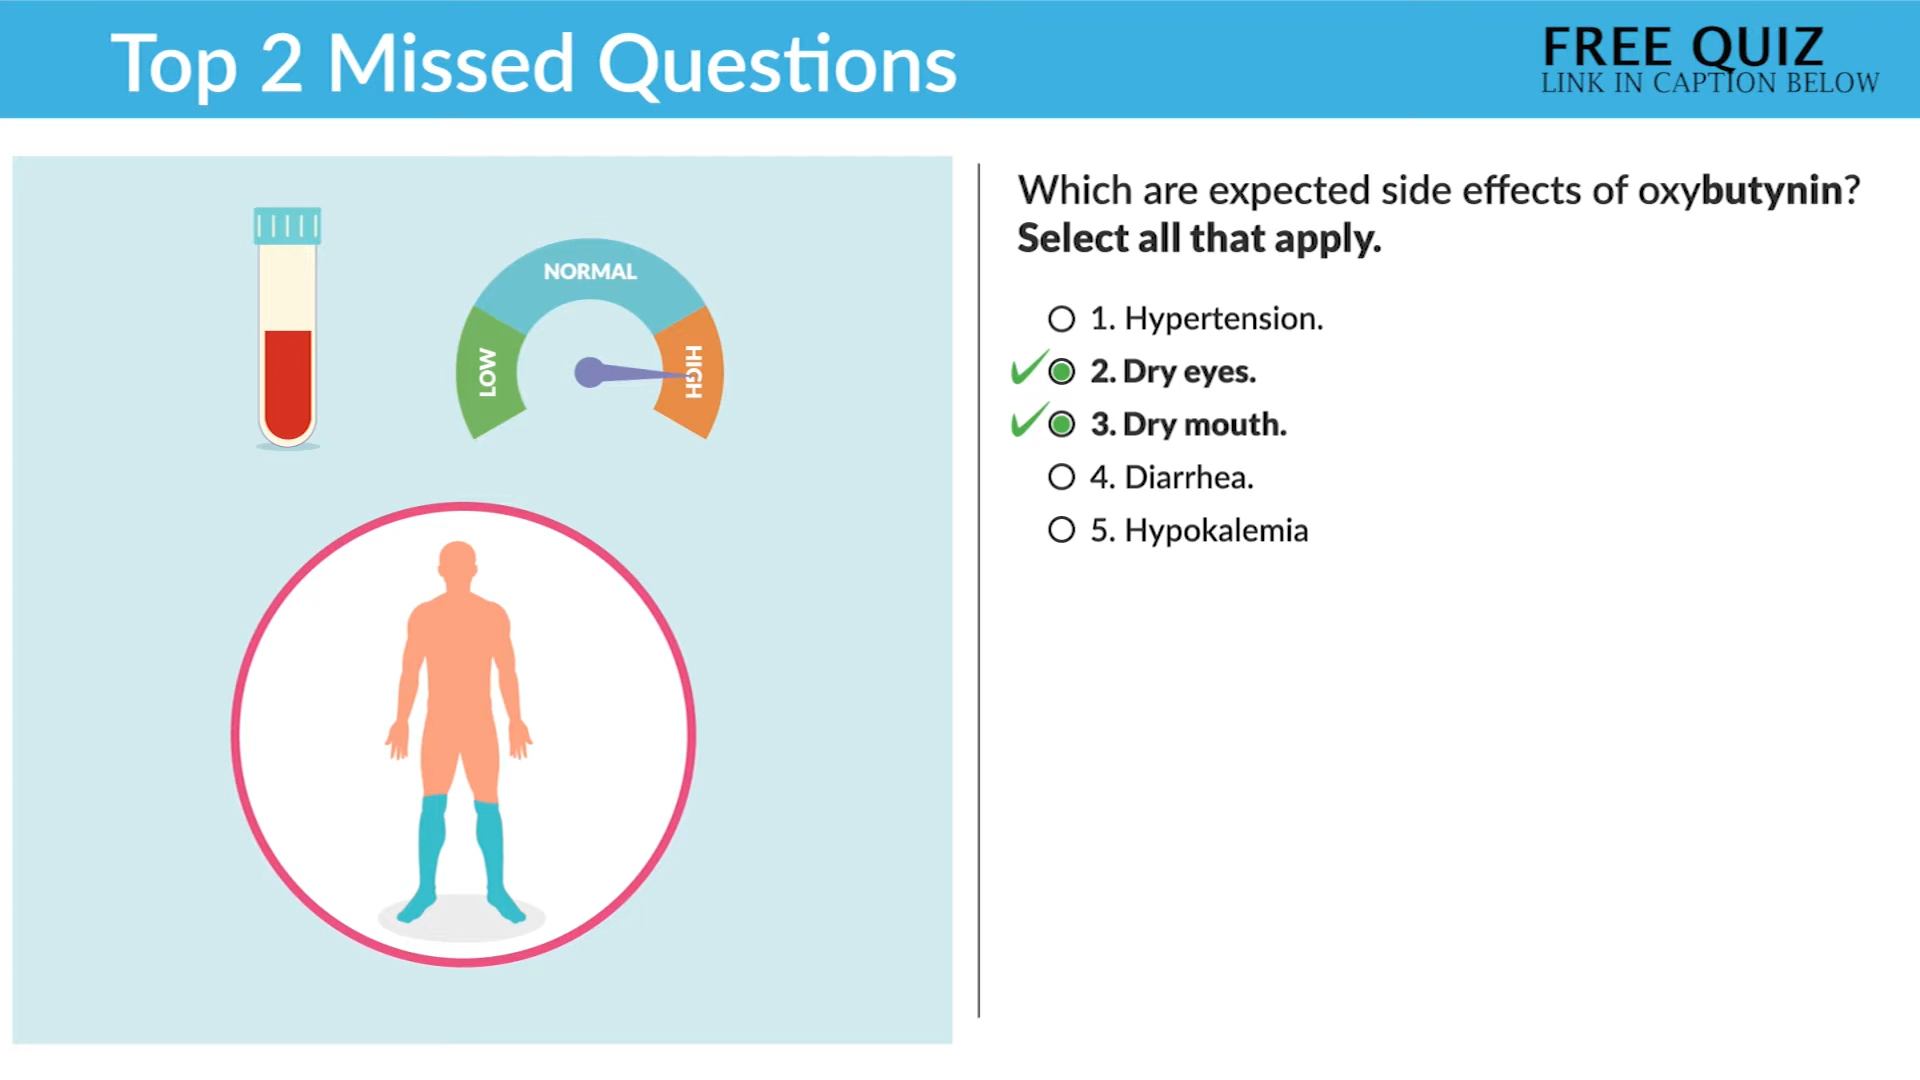 Top 2 Missed Questions
FREE QUIZ
LINK IN CAPTION BELOW
NORMAL
LOW
HIGH
Which are expected side effects of oxybutynin?
Select all that apply.
1. Hypertension.
2. Dry eyes.
3. Dry mouth.
4. Diarrhea.
5. Hypokalemia